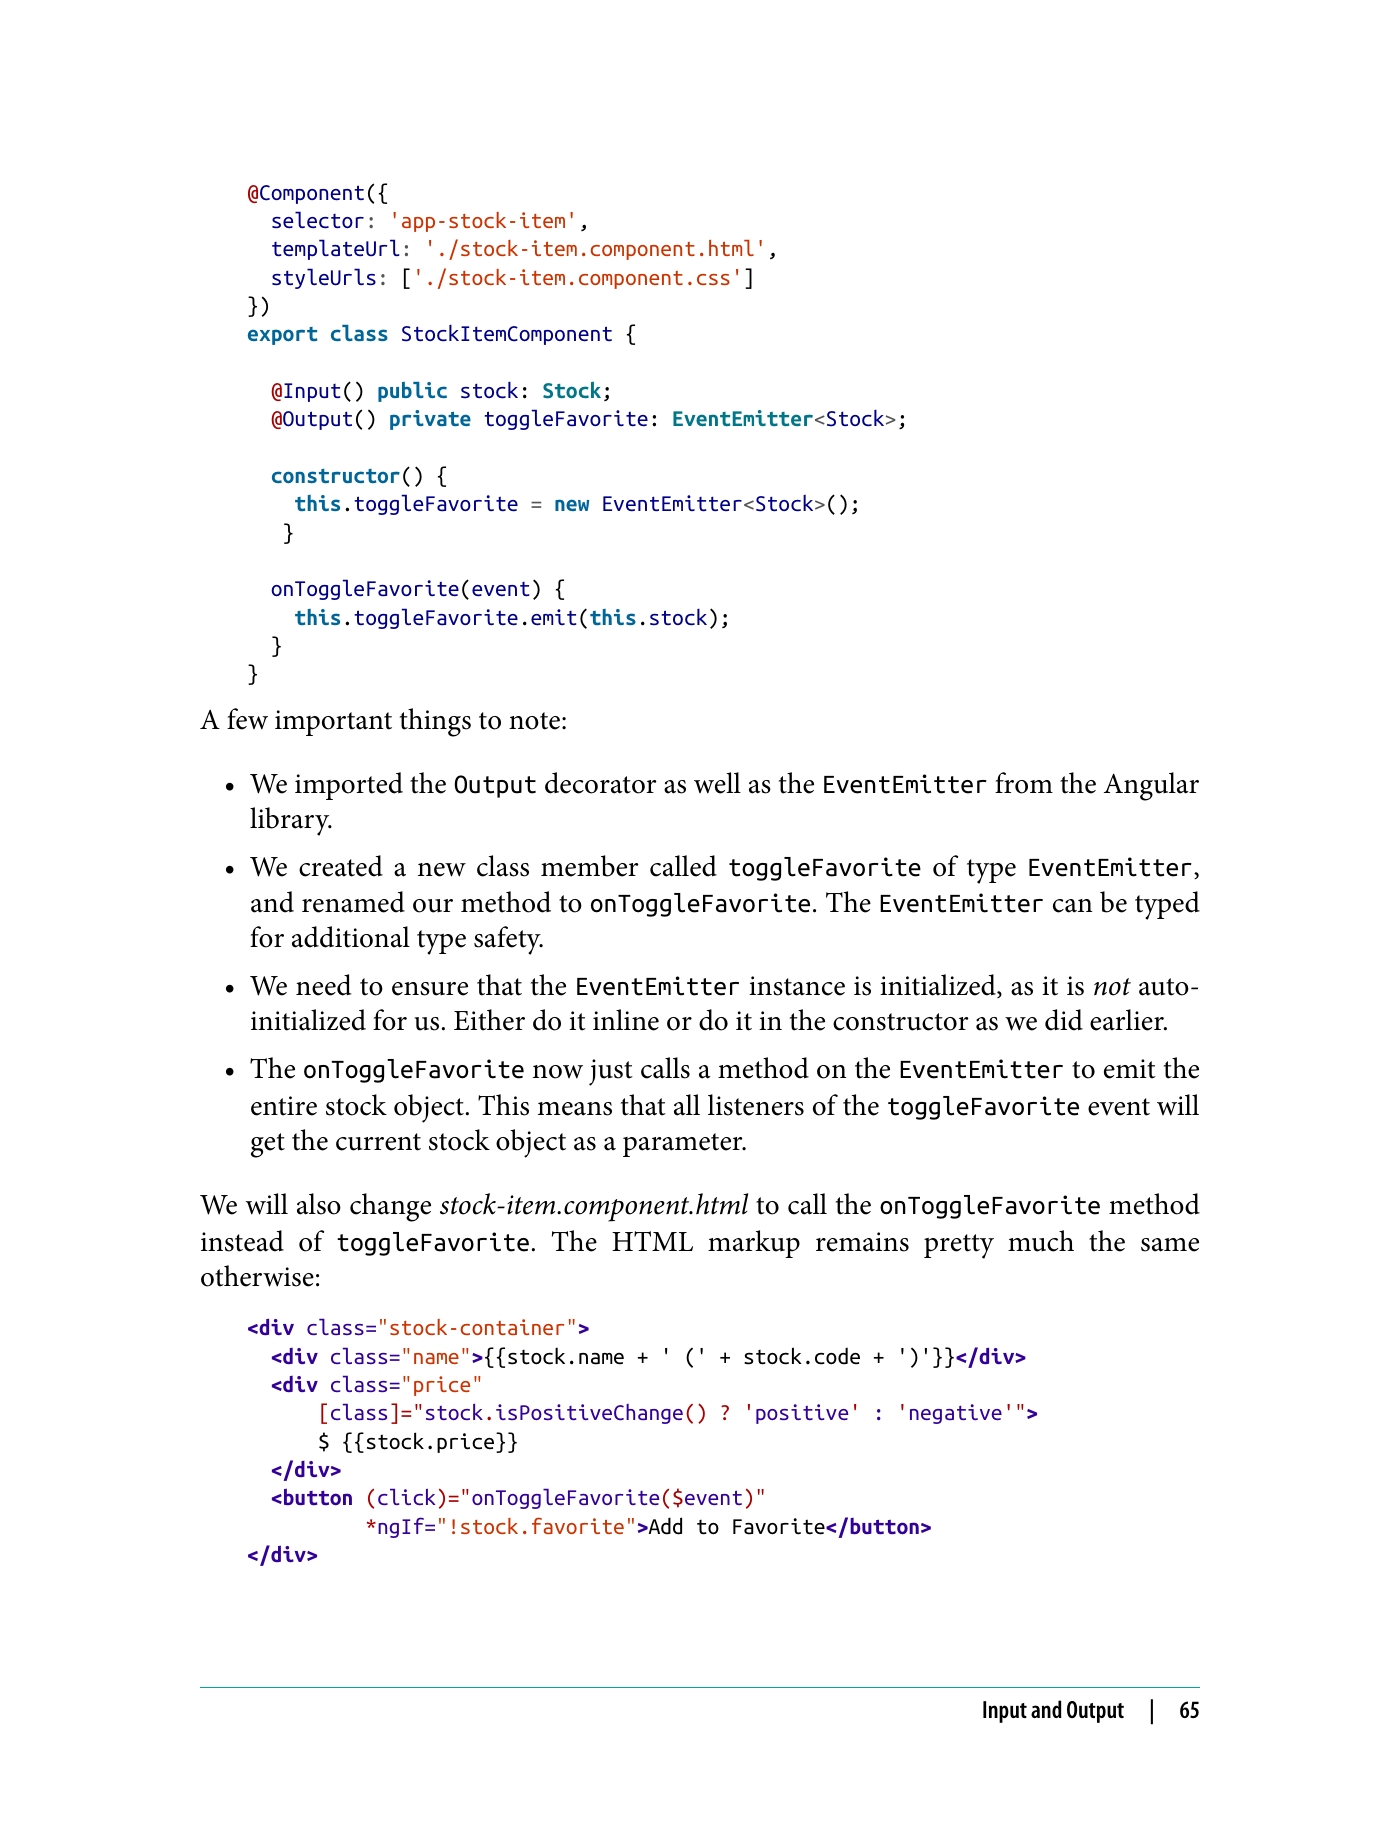 @Component({
  selector: 'app-stock-item',
  templateUrl: './stock-item.component.html',
  styleUrls: ['./stock-item.component.css']
})
export class StockItemComponent {

  @Input() public stock: Stock;
  @Output() private toggleFavorite: EventEmitter<Stock>;

  constructor() {
    this.toggleFavorite = new EventEmitter<Stock>();
   }

  onToggleFavorite(event) {
    this.toggleFavorite.emit(this.stock);
  }
}
A few important things to note:
• We imported the Output decorator as well as the EventEmitter from the Angular
library.
• We created a new class member called toggleFavorite of type EventEmitter,
and renamed our method to onToggleFavorite. The EventEmitter can be typed
for additional type safety.
• We need to ensure that the EventEmitter instance is initialized, as it is not auto-
initialized for us. Either do it inline or do it in the constructor as we did earlier.
• The onToggleFavorite now just calls a method on the EventEmitter to emit the
entire stock object. This means that all listeners of the toggleFavorite event will
get the current stock object as a parameter.
We will also change stock-item.component.html to call the onToggleFavorite method
instead of toggleFavorite. The HTML markup remains pretty much the same
otherwise:
<div class="stock-container">
  <div class="name">{{stock.name + ' (' + stock.code + ')'}}</div>
  <div class="price"
      [class]="stock.isPositiveChange() ? 'positive' : 'negative'">
      $ {{stock.price}}
  </div>
  <button (click)="onToggleFavorite($event)"
          *ngIf="!stock.favorite">Add to Favorite</button>
</div>
Input and Output | 65